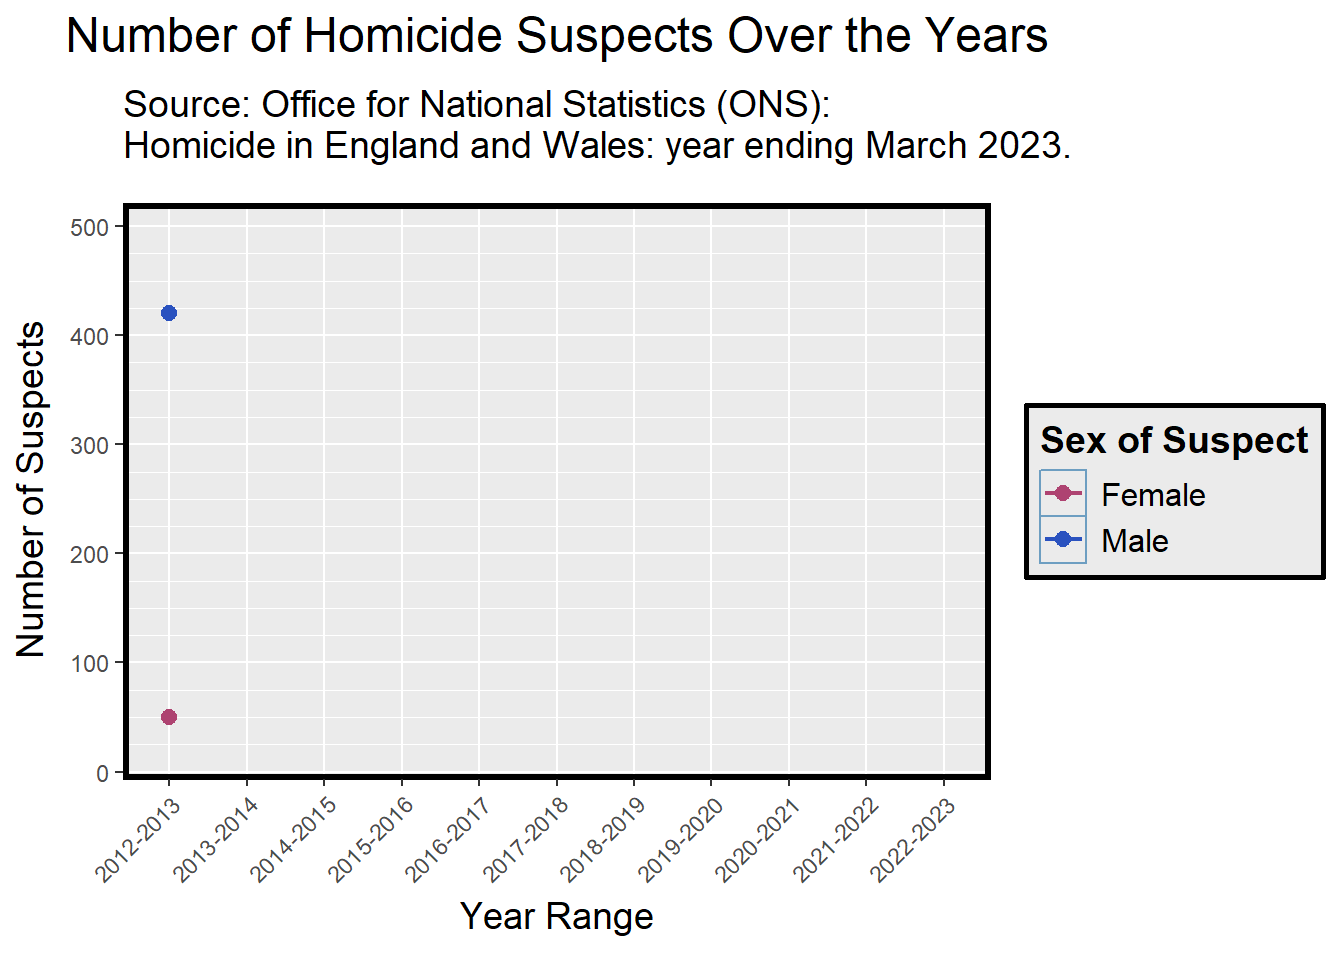 Number of Homicide Suspects Over the Years
Source: Office for National Statistics (ONS):
Homicide in England and Wales: year ending March 2023.
Number of Suspects
500
400
300
200
100
0
2012-2013
2013-2014
2014-2015
2015-2016
2016-2017
2017-2018
2018-2019
2019-2020
2020-2021
2021-2022
2022-2023
Year Range
Sex of Suspect
Female
Male